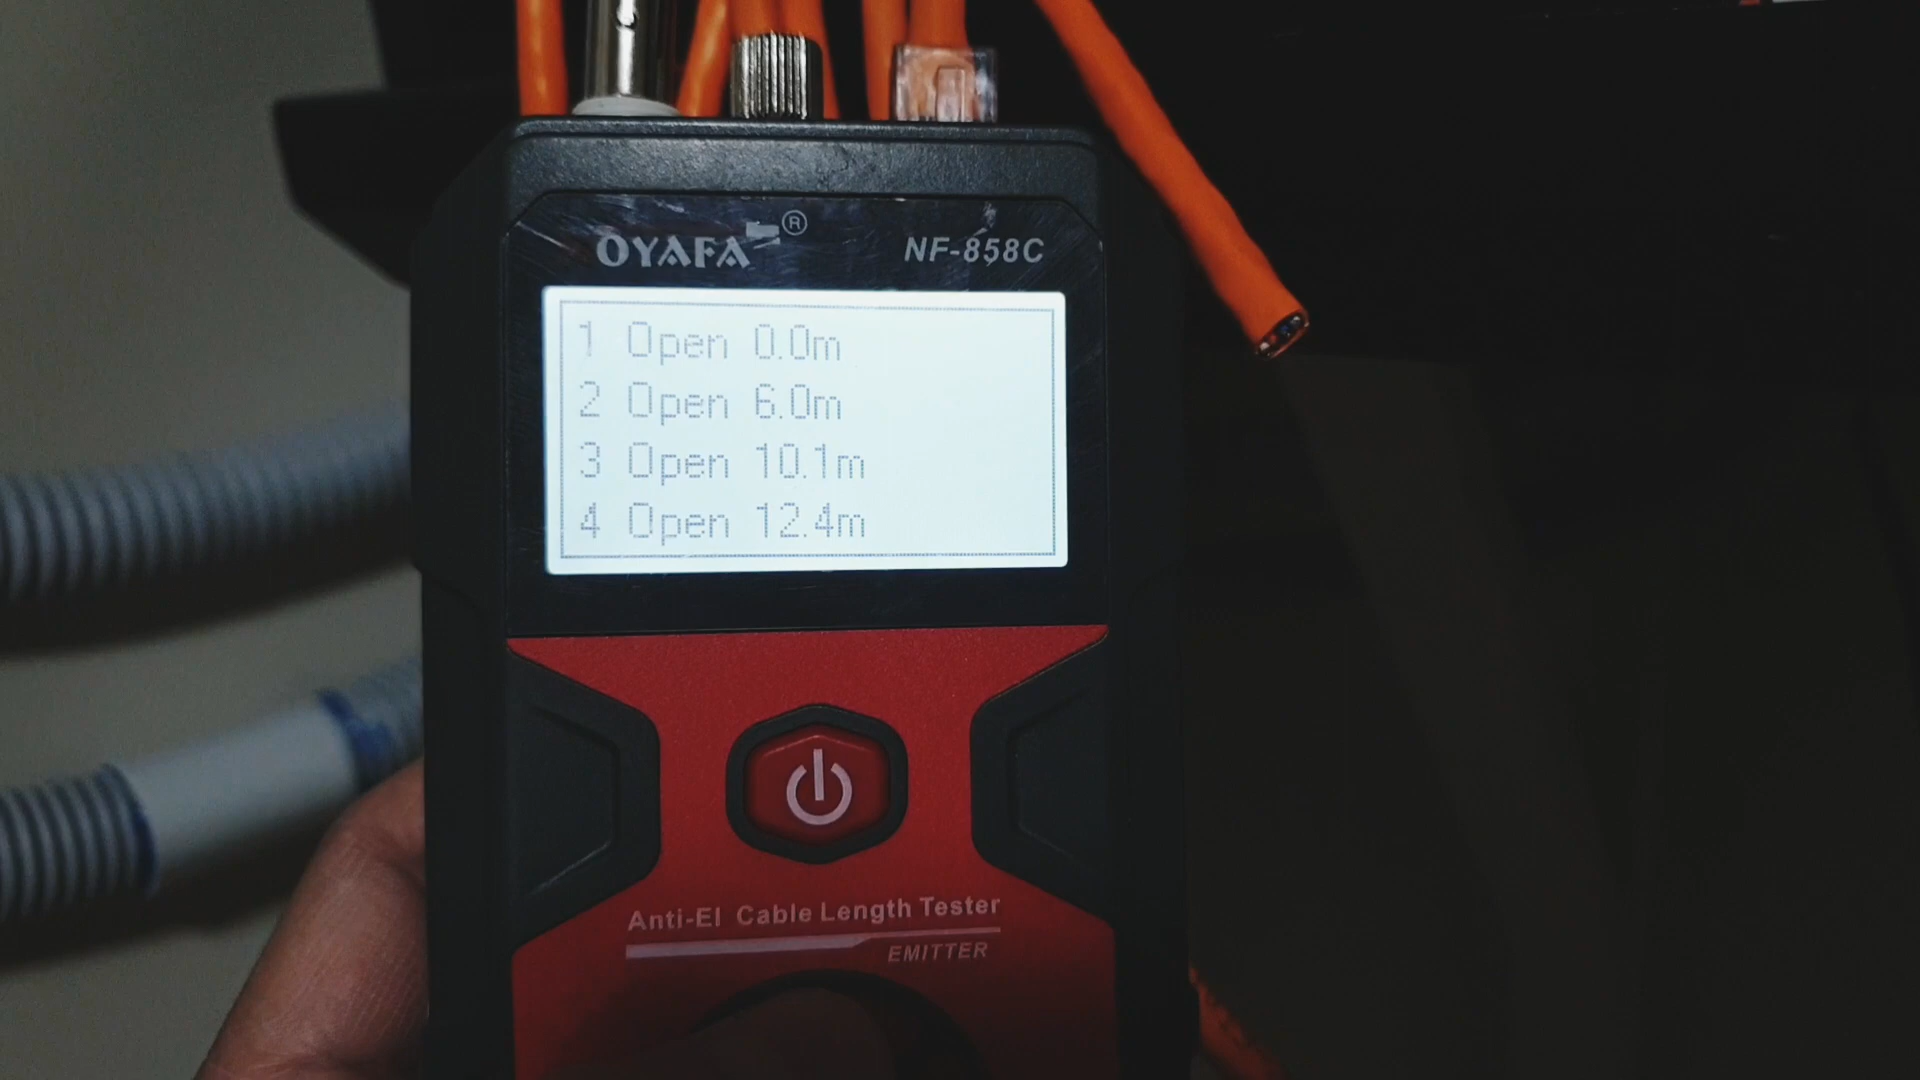 OYAFA®
NF-858C
1 Open 0.0m
2 Open 6.0m
3 Open 10.1m
4 Open 12.4m
Anti-EI Cable Length Tester
EMITTER